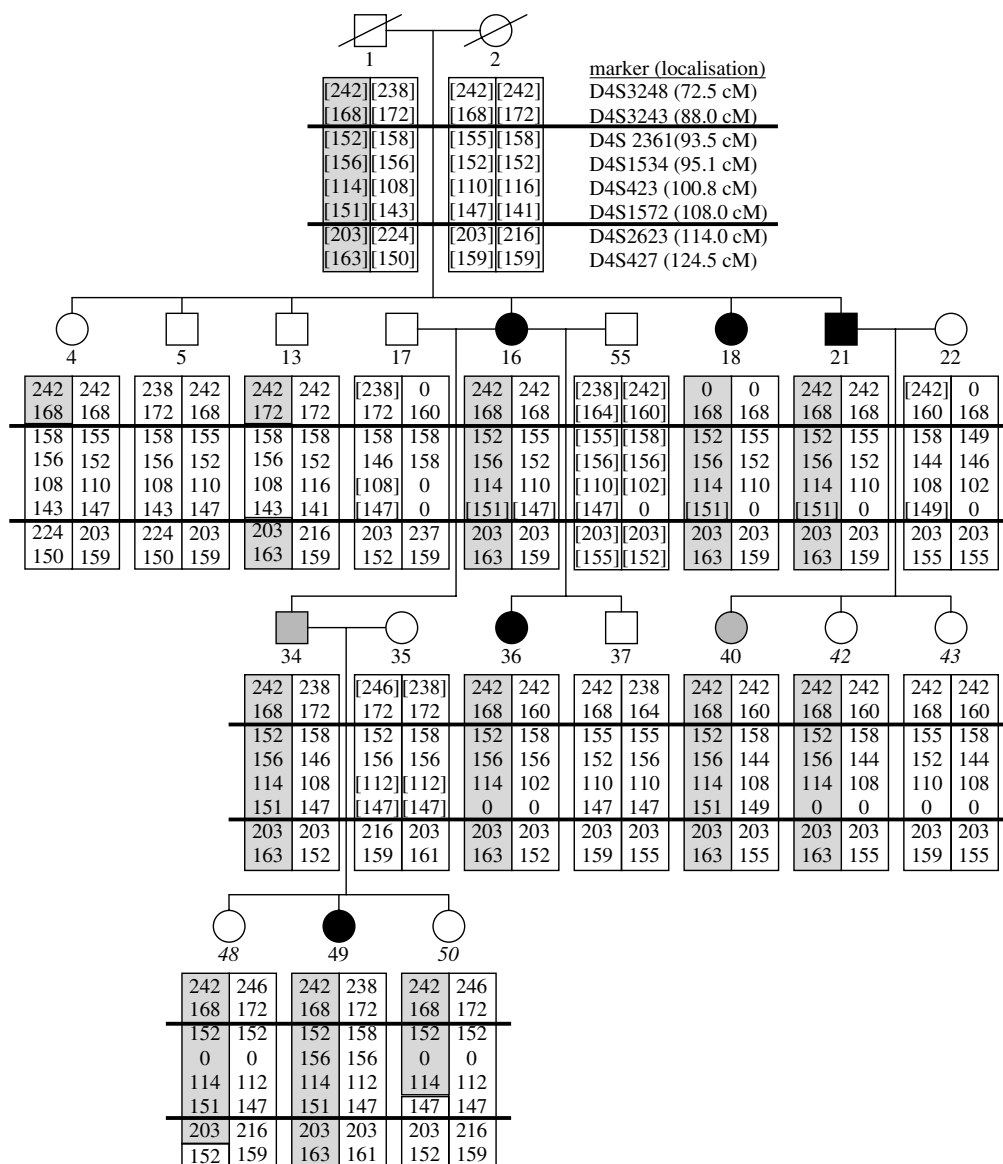 1 2
marker (localisation)
[242] [238] [242] [242] D4S3248 (72.5 cM)
[168] [172] [168] [172] D4S3243 (88.0 cM)
[152] [158] [155] [158] D4S 2361(93.5 cM)
[156] [156] [152] [152] D4S1534 (95.1 cM)
[114] [108] [110] [116] D4S423 (100.8 cM)
[151] [143] [147] [141] D4S1572 (108.0 cM)
[203] [224] [203] [216] D4S2623 (114.0 cM)
[163] [150] [159] [159] D4S427 (124.5 cM)
4 5 13 17 16 55 18 21 22
242 242 238 242 242 242 [238] 0 242 242 [238] [242] 0 0 242 242 [242] 0
168 168 172 168 172 172 172 160 168 168 [164] [160] 168 168 168 168 160 168
158 155 158 155 158 158 158 158 152 155 [155] [158] 152 155 152 155 158 149
156 152 156 152 156 152 146 158 156 152 [156] [156] 156 152 156 152 144 146
108 110 108 110 108 116 [108] 0 114 110 [110] [102] 114 110 114 110 108 102
143 147 143 147 143 141 [147] 0 [151] [147] [147] 0 [151] 0 [151] 0 [149] 0
224 203 224 203 203 216 203 237 203 203 [203] [203] 203 203 203 203 203 203
150 159 150 159 163 159 152 159 163 159 [155] [152] 163 159 163 159 155 155
34 35 36 37 40 42 43
242 238 [246] [238] 242 242 242 238 242 242 242 242 242 242
168 172 172 172 168 160 168 164 168 160 168 160 168 160
152 158 152 158 152 158 155 155 152 158 152 158 155 158
156 146 156 156 156 156 152 156 156 144 156 144 152 144
114 108 [112] [112] 114 102 110 110 114 108 114 108 110 108
151 147 [147] [147] 0 0 147 147 151 149 0 0 0 0
203 203 216 203 203 203 203 203 203 203 203 203 203 203
163 152 159 161 163 152 159 155 163 155 163 155 159 155
48 49 50
242 246 242 238 242 246
168 172 168 172 168 172
152 152 152 158 152 152
0 0 156 156 0 0
114 112 114 112 114 112
151 147 151 147 147 147
203 216 203 203 203 216
152 159 163 161 152 159